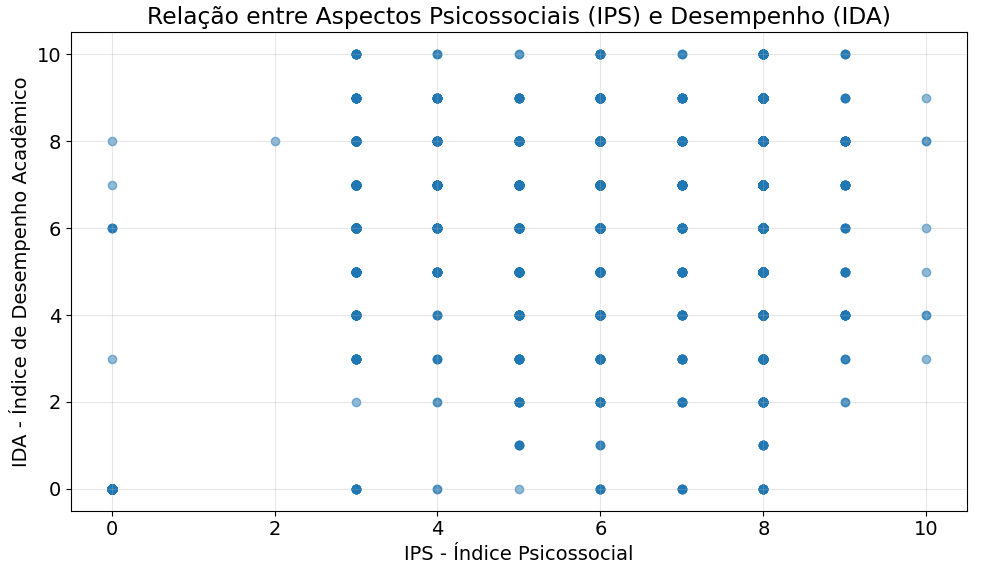 Relação entre Aspectos Psicossociais (IPS) e Desempenho (IDA)
IDA - Índice de Desempenho Acadêmico
10
8
6
4
2
0
0 2 4 6 8 10
IPS - Índice Psicossocial